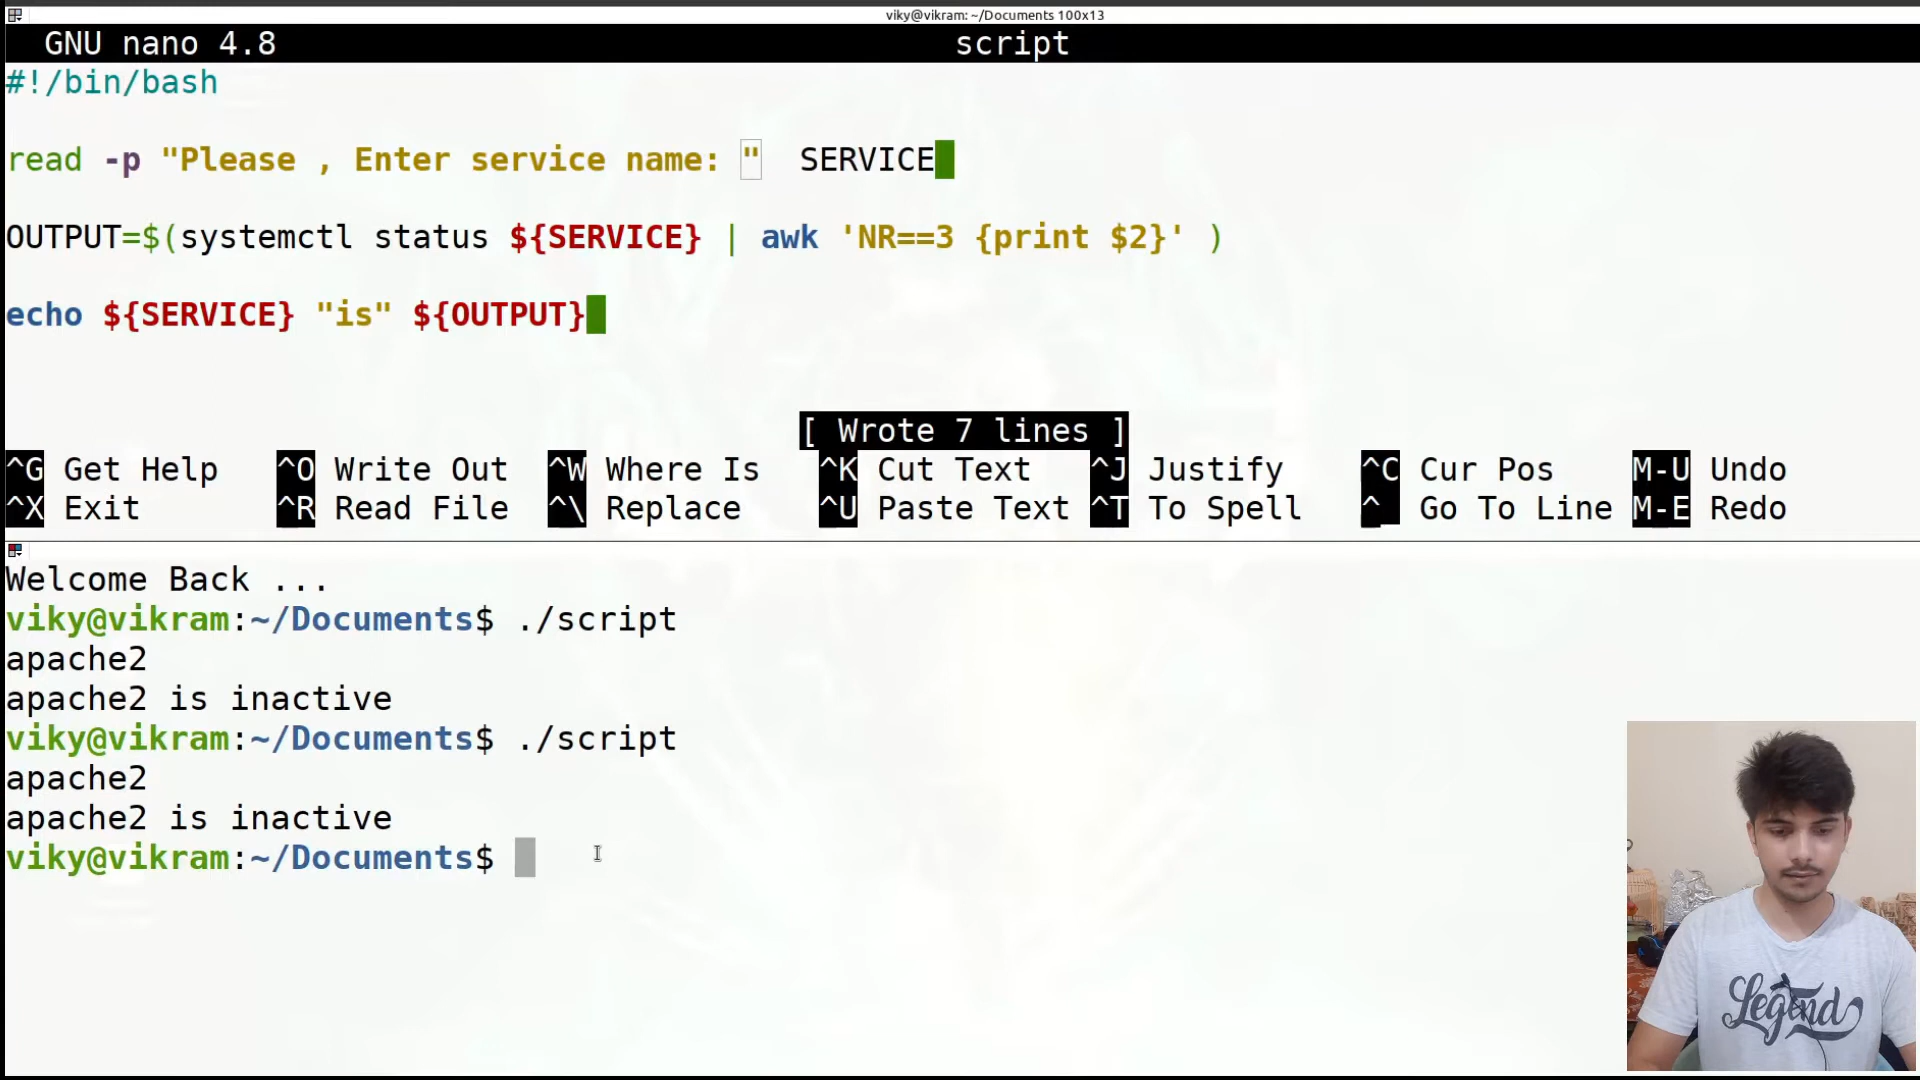 viky@vikram: ~/Documents 100x13
GNU nano 4.8 script
#!/bin/bash
read -p "Please , Enter service name: "  SERVICE
OUTPUT=$(systemctl status ${SERVICE} | awk 'NR==3 {print $2}' )
echo ${SERVICE} "is" ${OUTPUT}
[ Wrote 7 lines ]
^G Get Help ^O Write Out ^W Where Is ^K Cut Text ^J Justify ^C Cur Pos M-U Undo
^X Exit ^R Read File ^\ Replace ^U Paste Text ^T To Spell ^_ Go To Line M-E Redo
Welcome Back ...
viky@vikram:~/Documents$ ./script
apache2
apache2 is inactive
viky@vikram:~/Documents$ ./script
apache2
apache2 is inactive
viky@vikram:~/Documents$
Legend